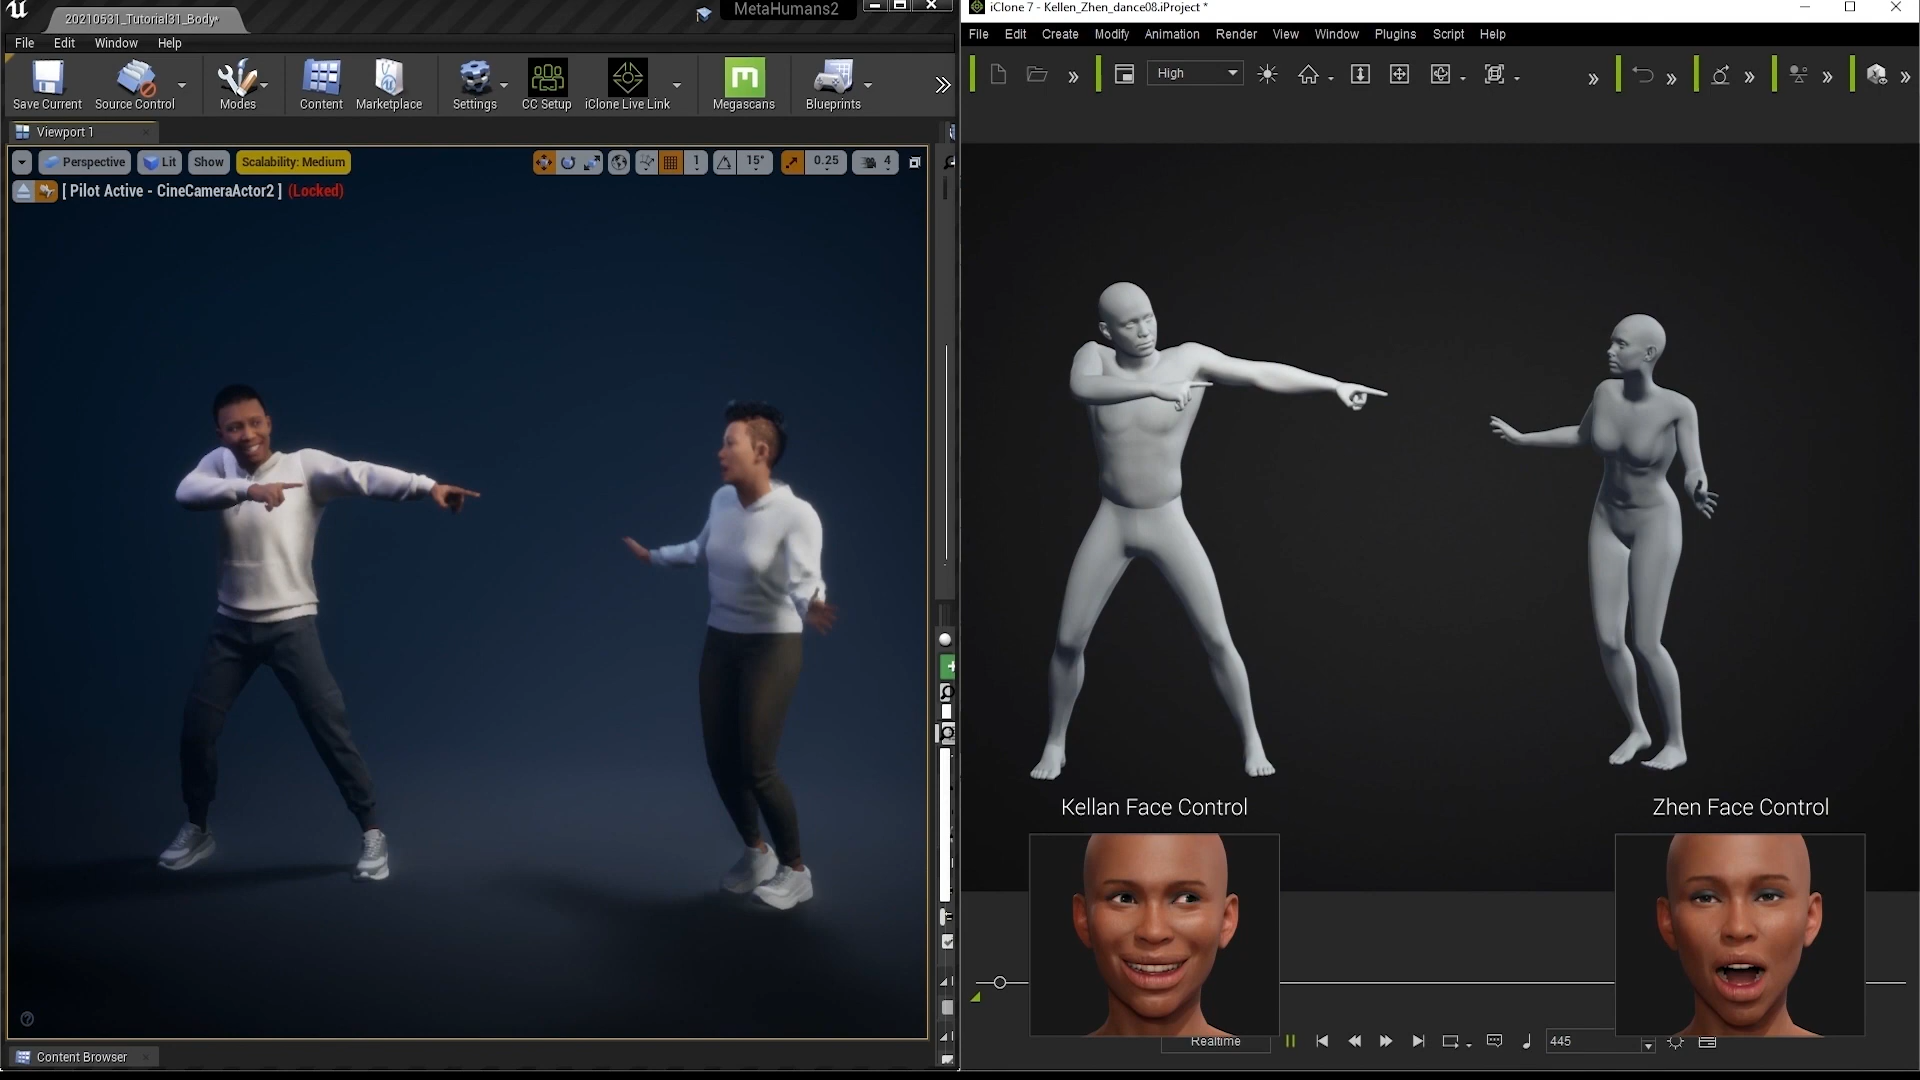 20210531_Tutorial31_Body*
MetaHumans2
File Edit Window Help
Save Current
Source Control
Modes
Content
Marketplace
Settings
CC Setup
iClone Live Link
Megascans
Blueprints
Viewport 1
Perspective
Lit
Show
Scalability: Medium
1
15°
0.25
4
[ Pilot Active - CineCameraActor2 ] (Locked)
Content Browser
iClone 7 - Kellen_Zhen_dance08.iProject *
File Edit Create Modify Animation Render View Window Plugins Script Help
High
Kellan Face Control
Zhen Face Control
Realtime
445